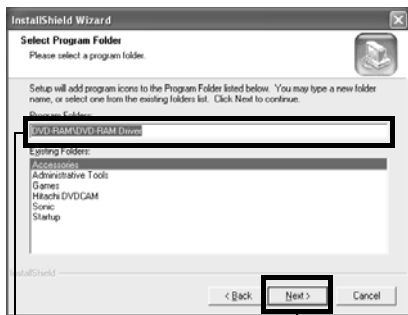 InstallShield Wizard
Select Program Folder
Please select a program folder.
Setup will add program icons to the Program Folder listed below. You may type a new folder
name, or select one from the existing folders list. Click Next to continue.
Program Folders:
DVD-RAM\DVD-RAM Driver
Existing Folders:
Accessories
Administrative Tools
Games
Hitachi DVDCAM
Sonic
Startup
InstallShield
< Back
Next >
Cancel